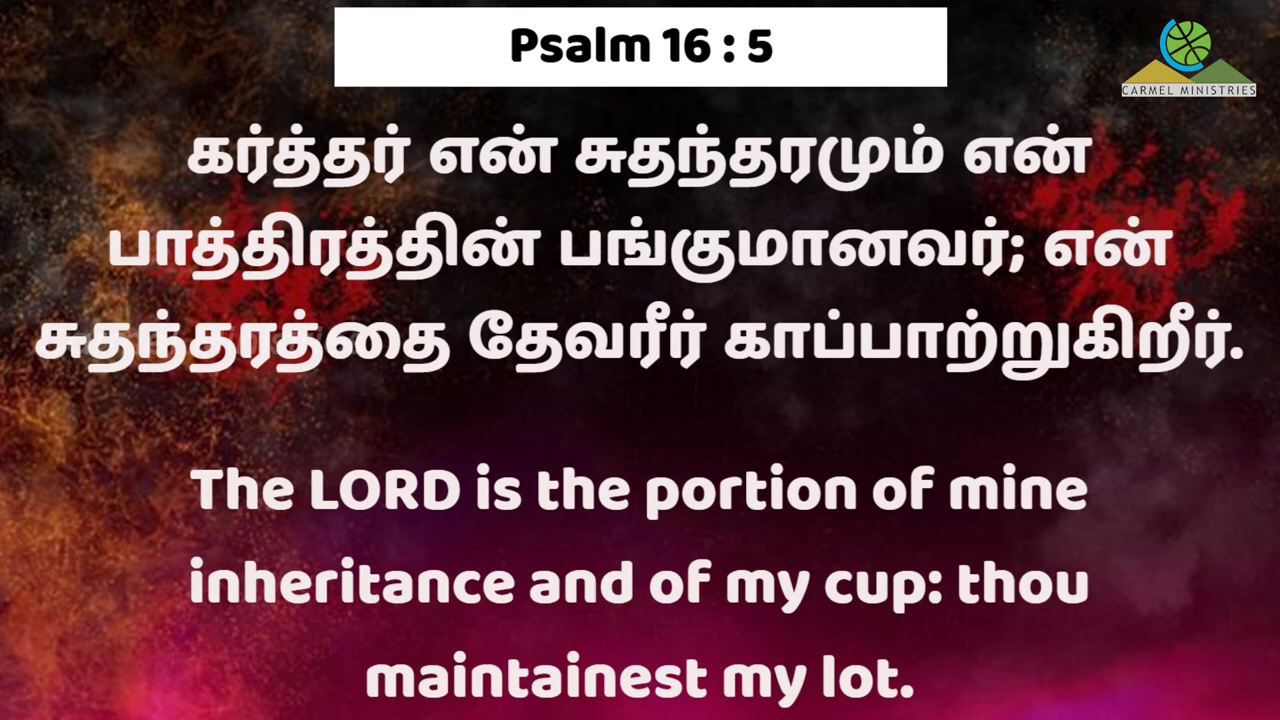 Psalm 16 : 5
CARMEL MINISTRIES
கர்த்தர் என் சுதந்தரமும் என்
பாத்திரத்தின் பங்குமானவர்; என்
சுதந்தரத்தை தேவரீர் காப்பாற்றுகிறீர்.
The LORD is the portion of mine
inheritance and of my cup: thou
maintainest my lot.